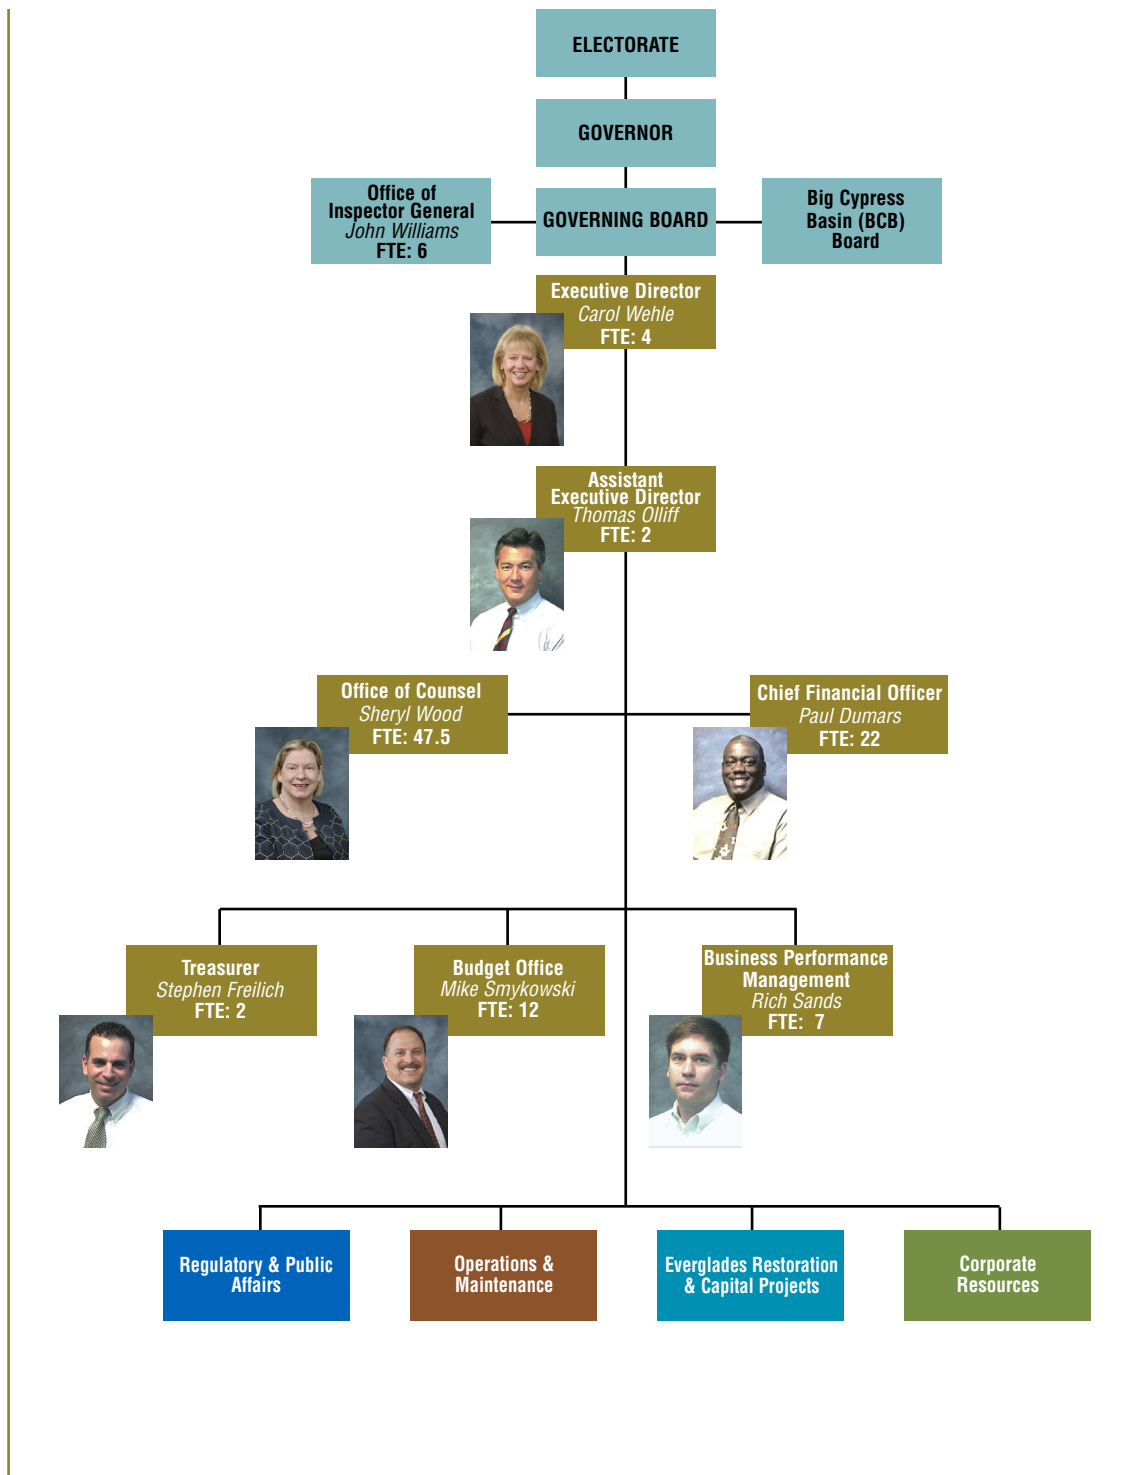 ELECTORATE
GOVERNOR
Office of
Inspector General
John Williams
FTE: 6
GOVERNING BOARD
Big Cypress
Basin (BCB)
Board
Executive Director
Carol Wehle
FTE: 4
Assistant
Executive Director
Thomas Olliff
FTE: 2
Office of Counsel
Sheryl Wood
FTE: 47.5
Chief Financial Officer
Paul Dumars
FTE: 22
Treasurer
Stephen Freilich
FTE: 2
Budget Office
Mike Smykowski
FTE: 12
Business Performance
Management
Rich Sands
FTE: 7
Regulatory & Public
Affairs
Operations &
Maintenance
Everglades Restoration
& Capital Projects
Corporate
Resources